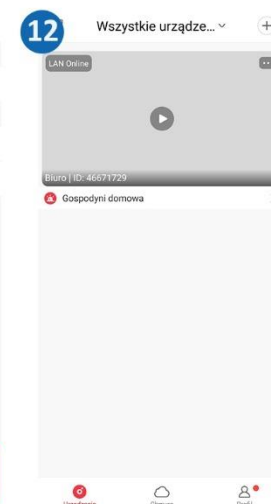 12
Wszystkie urządze...
LAN Online
Biuro | ID: 46671729
Gospodyni domowa